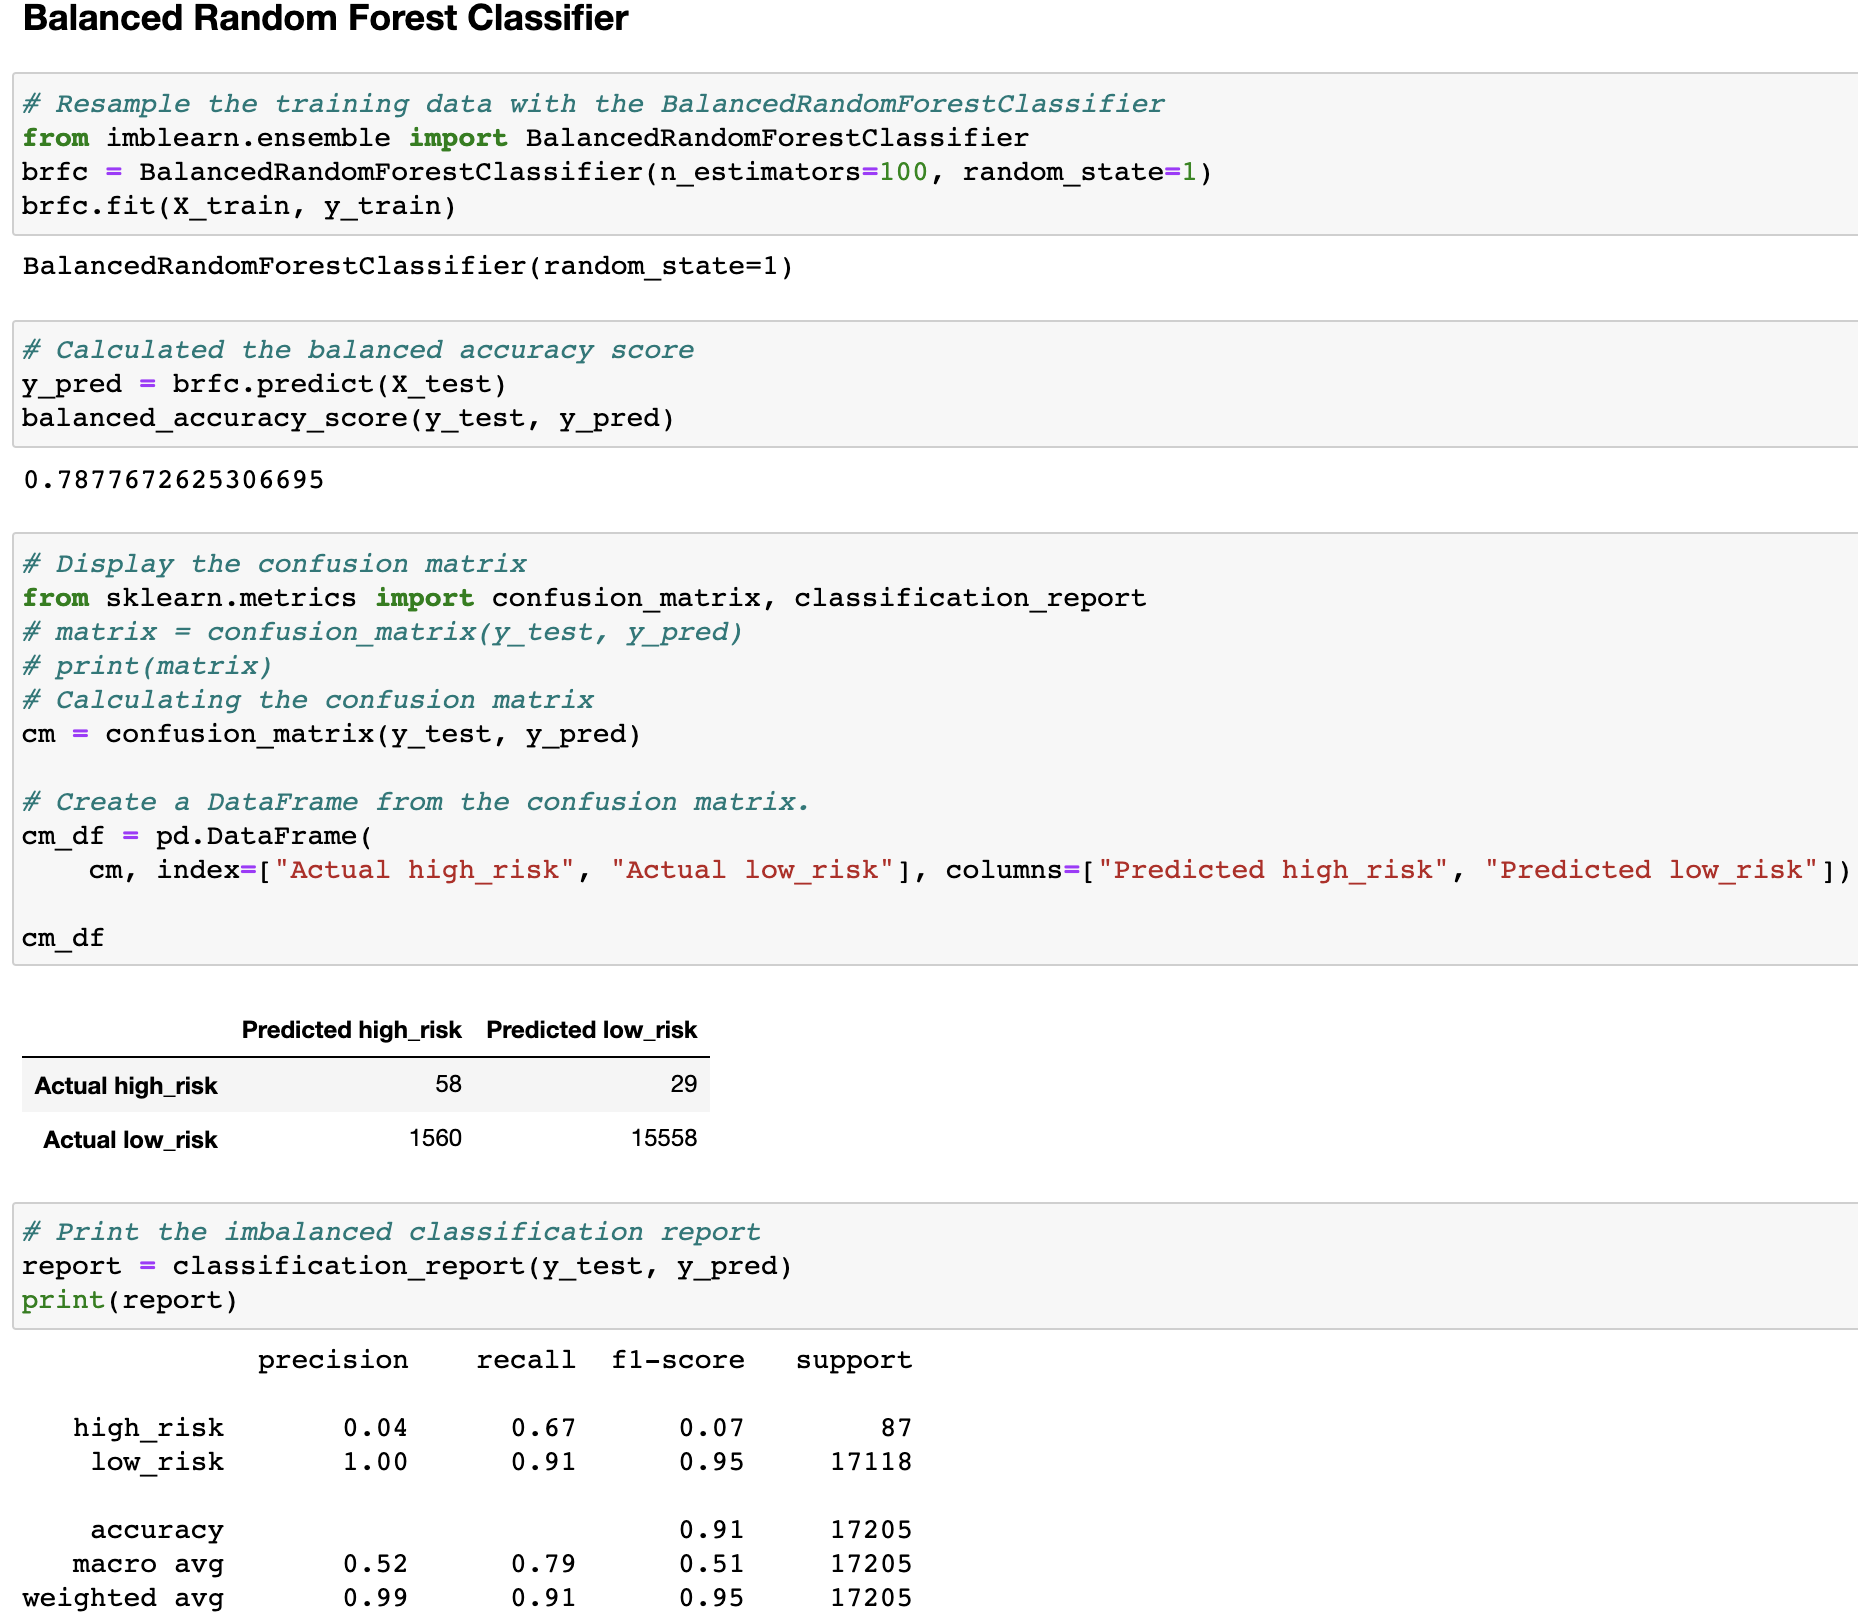 Balanced Random Forest Classifier
# Resample the training data with the BalancedRandomForestClassifier
from imblearn.ensemble import BalancedRandomForestClassifier
brfc = BalancedRandomForestClassifier(n_estimators=100, random_state=1)
brfc.fit(X_train, y_train)
BalancedRandomForestClassifier(random_state=1)
# Calculated the balanced accuracy score
y_pred = brfc.predict(X_test)
balanced_accuracy_score(y_test, y_pred)
0.7877672625306695
# Display the confusion matrix
from sklearn.metrics import confusion_matrix, classification_report
# matrix = confusion_matrix(y_test, y_pred)
# print(matrix)
# Calculating the confusion matrix
cm = confusion_matrix(y_test, y_pred)
# Create a DataFrame from the confusion matrix.
cm_df = pd.DataFrame(
    cm, index=["Actual high_risk", "Actual low_risk"], columns=["Predicted high_risk", "Predicted low_risk"])
cm_df
Predicted high_risk Predicted low_risk
Actual high_risk 58 29
Actual low_risk 1560 15558
# Print the imbalanced classification report
report = classification_report(y_test, y_pred)
print(report)
precision recall f1-score support
high_risk 0.04 0.67 0.07 87
low_risk 1.00 0.91 0.95 17118
accuracy 0.91 17205
macro avg 0.52 0.79 0.51 17205
weighted avg 0.99 0.91 0.95 17205